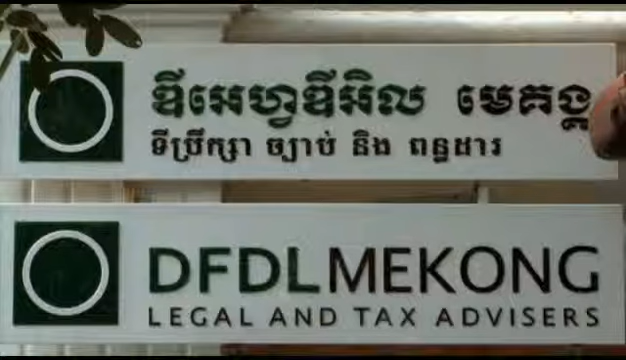 ឌីអេហ្វឌីអិល មេគង្គ
ទីប្រឹក្សា ច្បាប់ និង ពន្ធដារ
DFDLMEKONG
LEGAL AND TAX ADVISERS